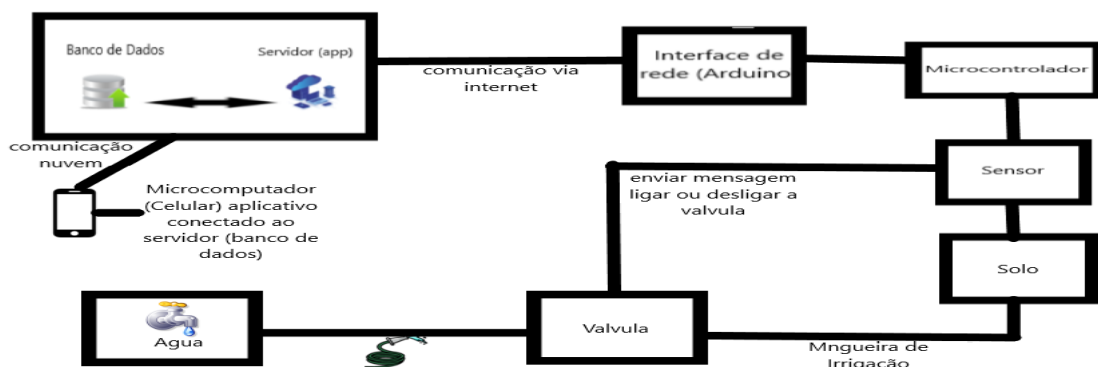 Banco de Dados
Servidor (app)
comunicação via
internet
Interface de
rede (Arduino
Microcontrolador
comunicação
nuvem
Microcomputador
(Celular) aplicativo
conectado ao
servidor (banco de
dados)
enviar mensagem
ligar ou desligar a
valvula
Sensor
Solo
Agua
Valvula
Mngueira de
Irrigação